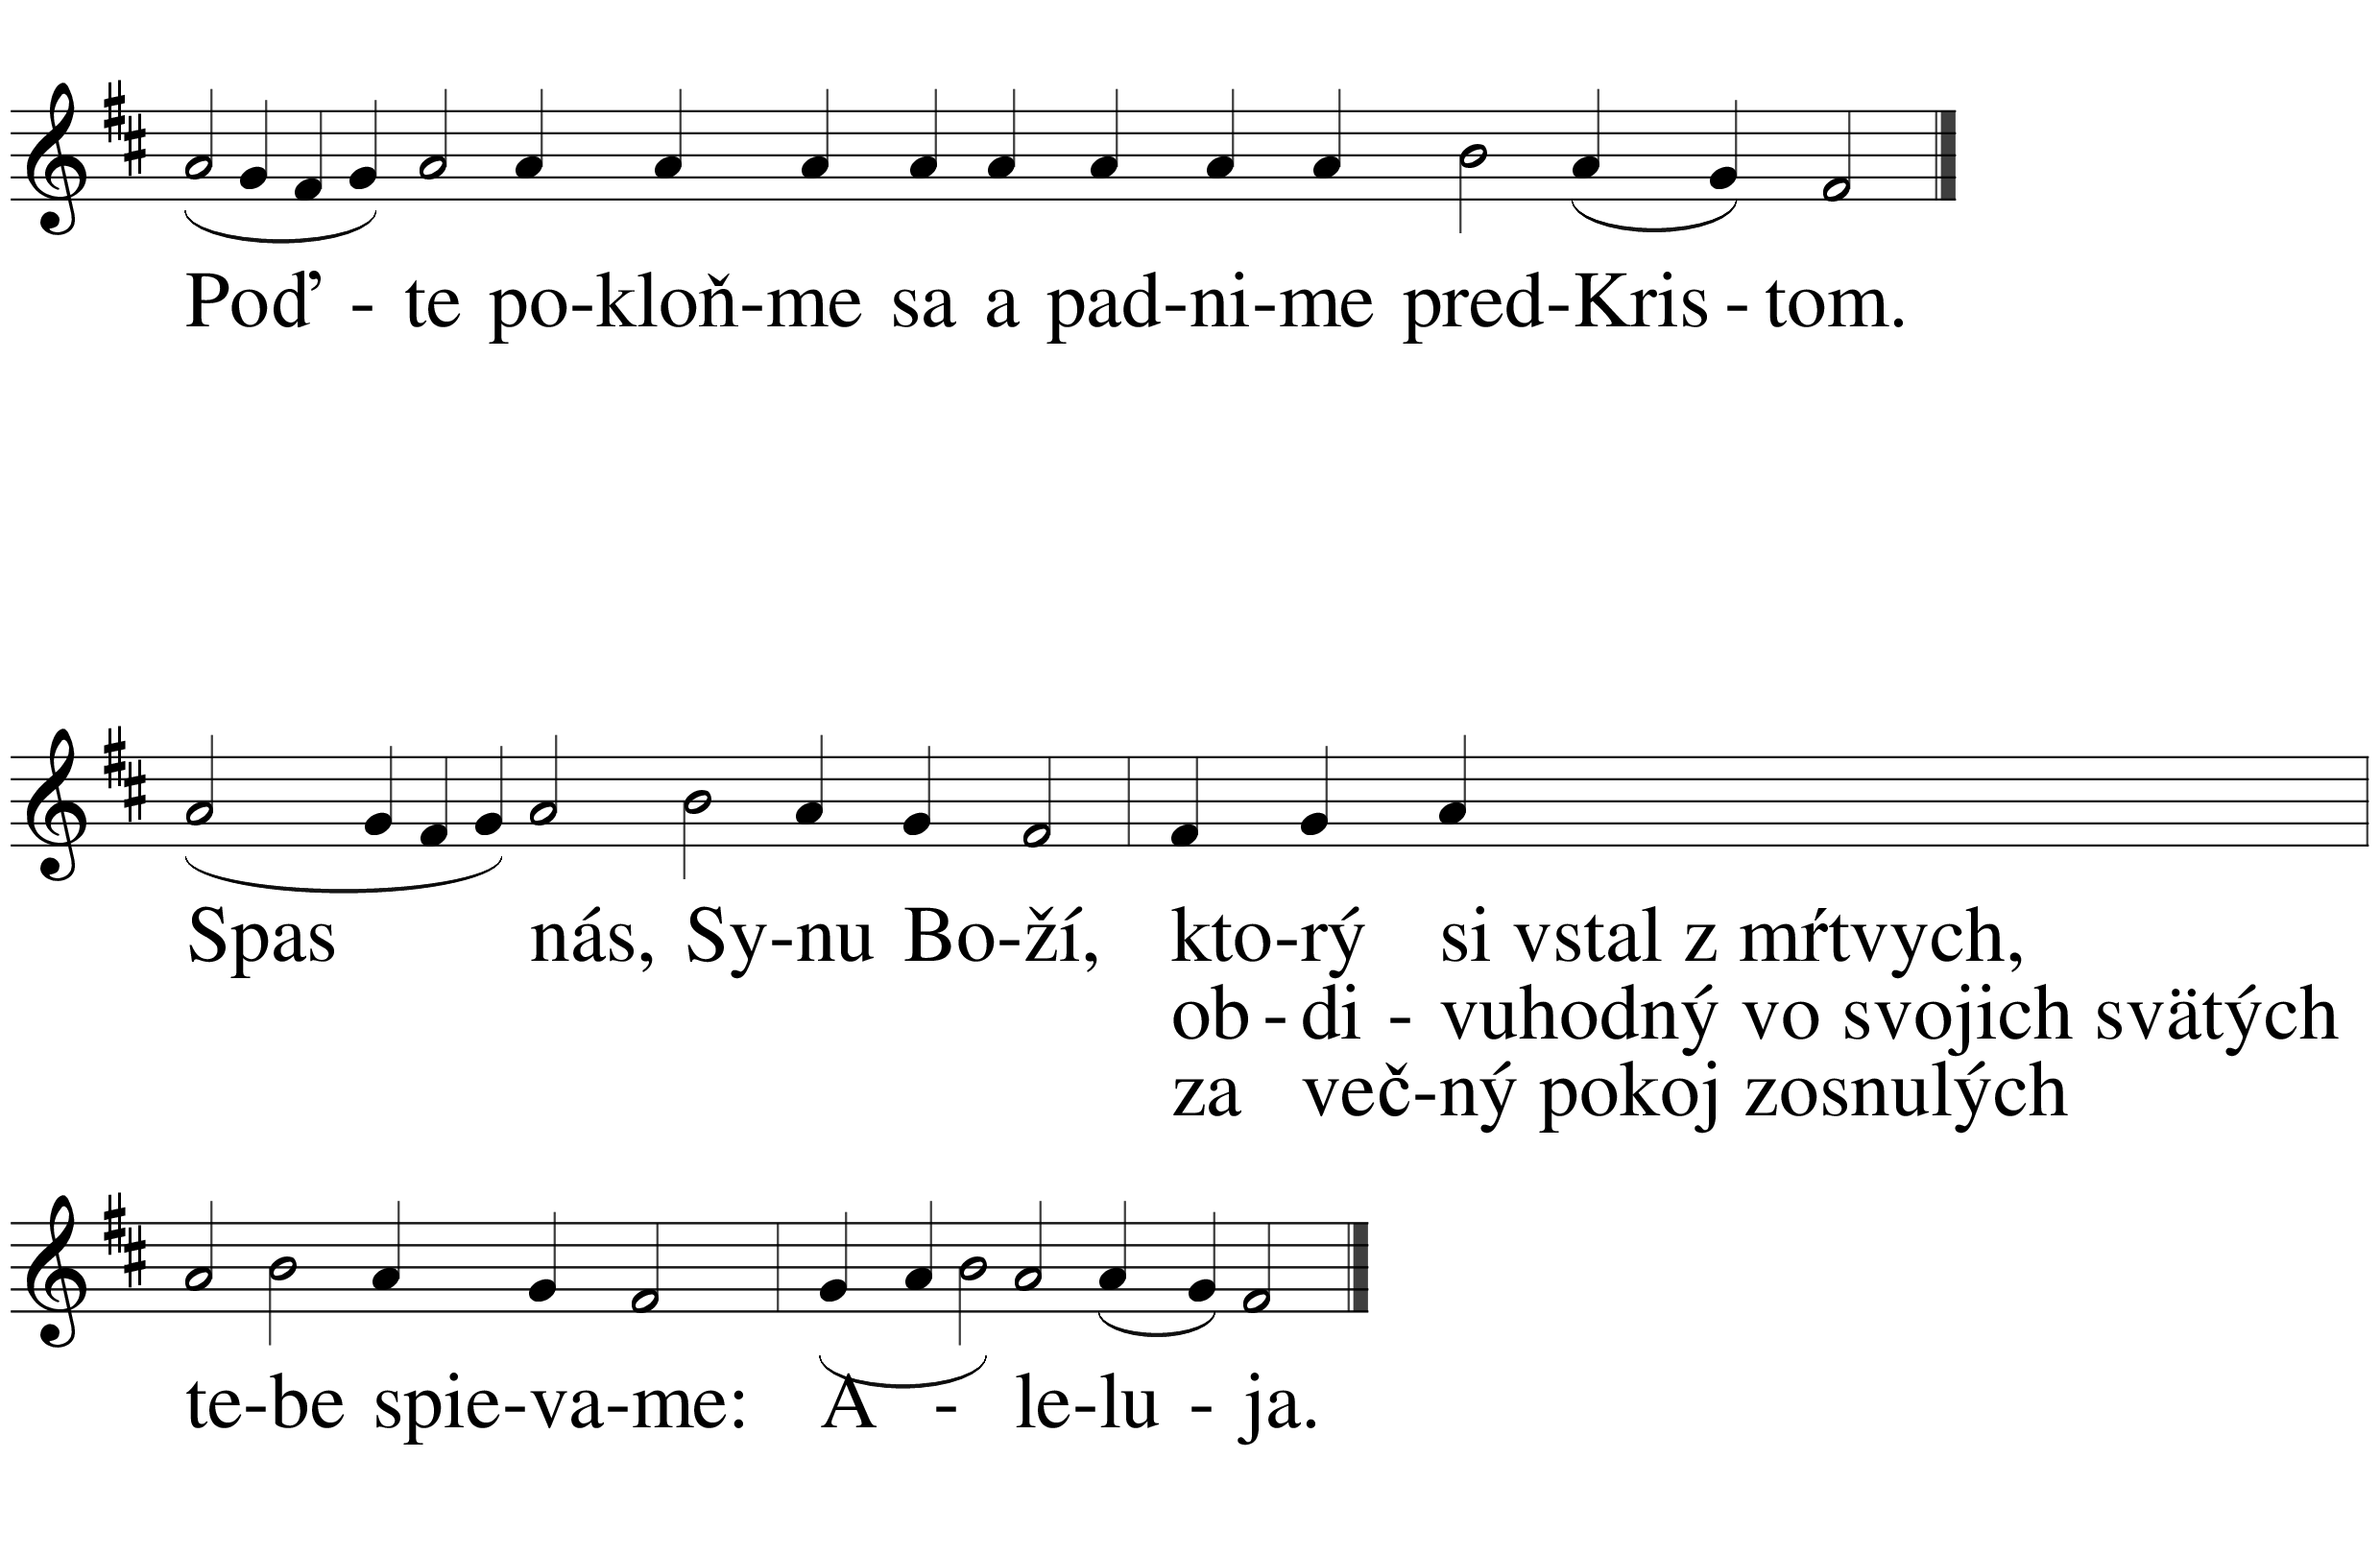 Poď - te po-kloň-me sa a pad-ni-me pred-Kris - tom.
Spas nás, Sy-nu Bo-ží, kto-rý si vstal z mŕtvych,
ob - di - vuhodný vo svojich svätých
za več-ný pokoj zosnulých
te-be spie-va-me: A - le-lu - ja.